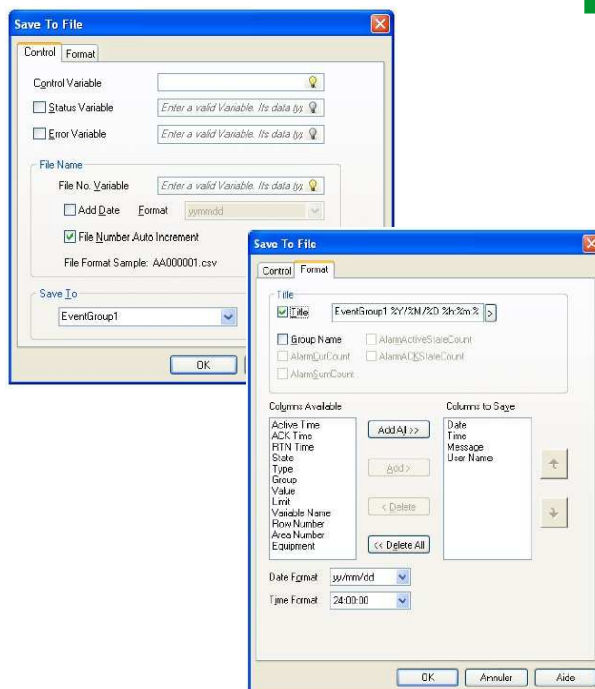 Save To File
Control Format
Control Variable
Status Variable Enter a valid Variable. Its data ty
Error Variable Enter a valid Variable. Its data ty
File Name
File No. Variable Enter a valid Variable. Its data ty
Add Date Format yymmdd
File Number Auto Increment
File Format Sample: AA000001.csv
Save To
EventGroup1
OK
Save To File
Control Format
Title
Title EventGroup1 %Y/%M/%D %h:%m % >
Group Name AlarmActiveStateCount
AlarmCurCount AlarmACKStateCount
AlarmSumCount
Columns Available
Active Time
ACK Time
RTN Time
State
Type
Group
Value
Limit
Variable Name
Row Number
Area Number
Equipment
Add All >>
Add >
< Delete
<< Delete All
Columns to Save
Date
Time
Message
User Name
Date Format yy/mm/dd
Time Format 24:00:00
OK Annuler Aide